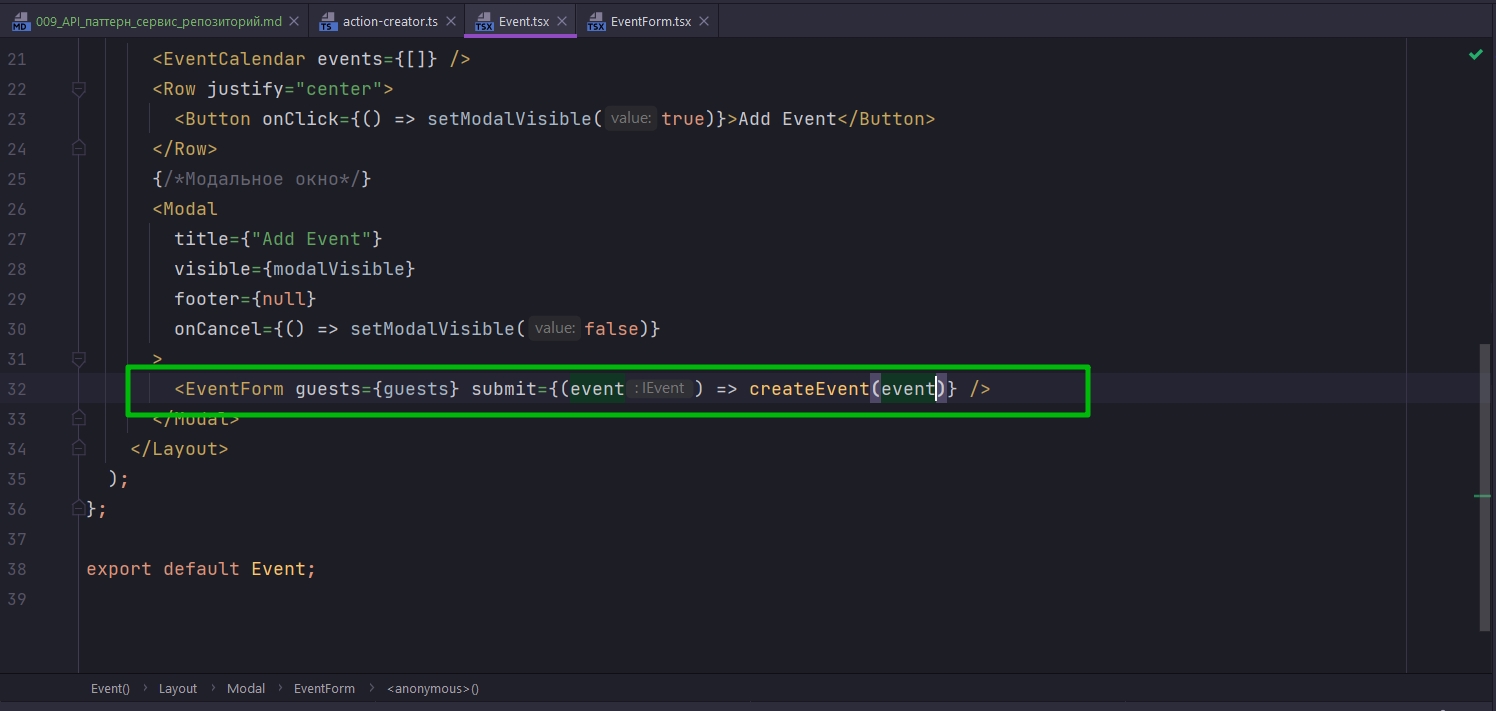 MD 009_API_паттерн_сервис_репозиторий.md TS action-creator.ts TSX Event.tsx TSX EventForm.tsx
21 <EventCalendar events={[]} />
22 <Row justify="center">
23 <Button onClick={() => setModalVisible( value: true)}>Add Event</Button>
24 </Row>
25 {/*Модальное окно*/}
26 <Modal
27 title={"Add Event"}
28 visible={modalVisible}
29 footer={null}
30 onCancel={() => setModalVisible( value: false)}
31 >
32 <EventForm guests={guests} submit={(event : IEvent ) => createEvent(event)} />
33 </Modal>
34 </Layout>
35 );
36 };
37
38 export default Event;
39
Event() › Layout › Modal › EventForm › <anonymous>()